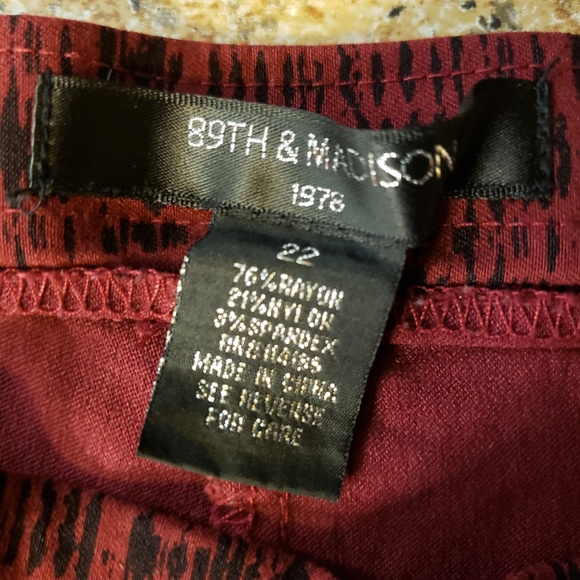 89TH & MADISON
1978
22
76% RAYON
21% NYLON
3% SPANDEX
MADE IN CHINA
SEE REVERSE
FOR CARE